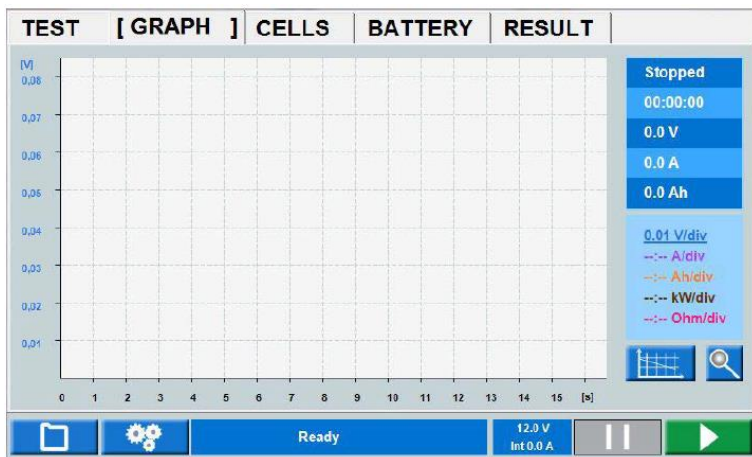 TEST [ GRAPH ] CELLS BATTERY RESULT
[V]
0,08
0,07
0,06
0,05
0,04
0,03
0,02
0,01
0 1 2 3 4 5 6 7 8 9 10 11 12 13 14 15 [s]
Stopped
00:00:00
0.0 V
0.0 A
0.0 Ah
0.01 V/div
--:-- A/div
--:-- Ah/div
--:-- kW/div
--:-- Ohm/div
Ready
12.0 V
Int 0.0 A